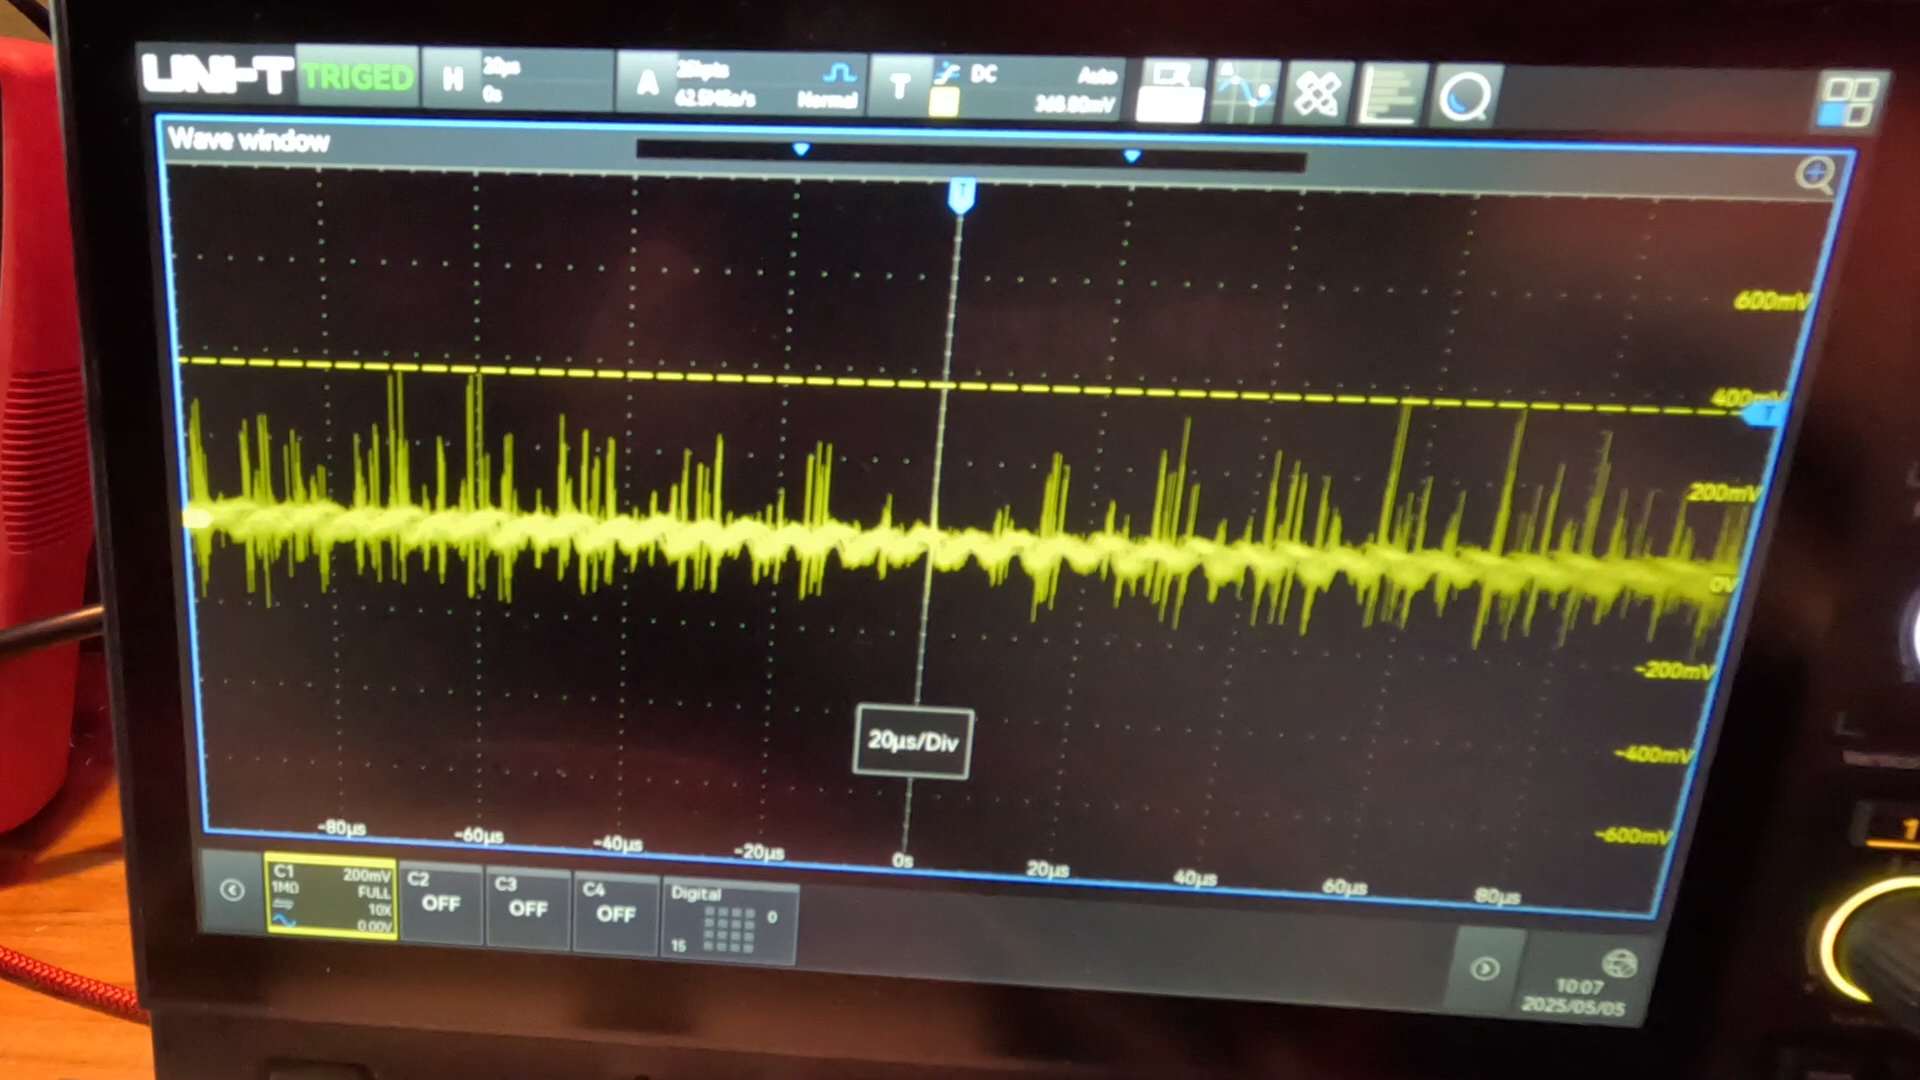 UNI-T TRIGED H 20µs 0s A 62.5MSa/s Normal T DC Auto
Wave window
600mV
400mV
200mV
0V
-200mV
-400mV
-600mV
20µs/Div
-80µs -60µs -40µs -20µs 0s 20µs 40µs 60µs 80µs
C1 200mV
1MΩ FULL
10X
0.00V
C2 OFF
C3 OFF
C4 OFF
Digital 0
15
10:07
2025/05/05